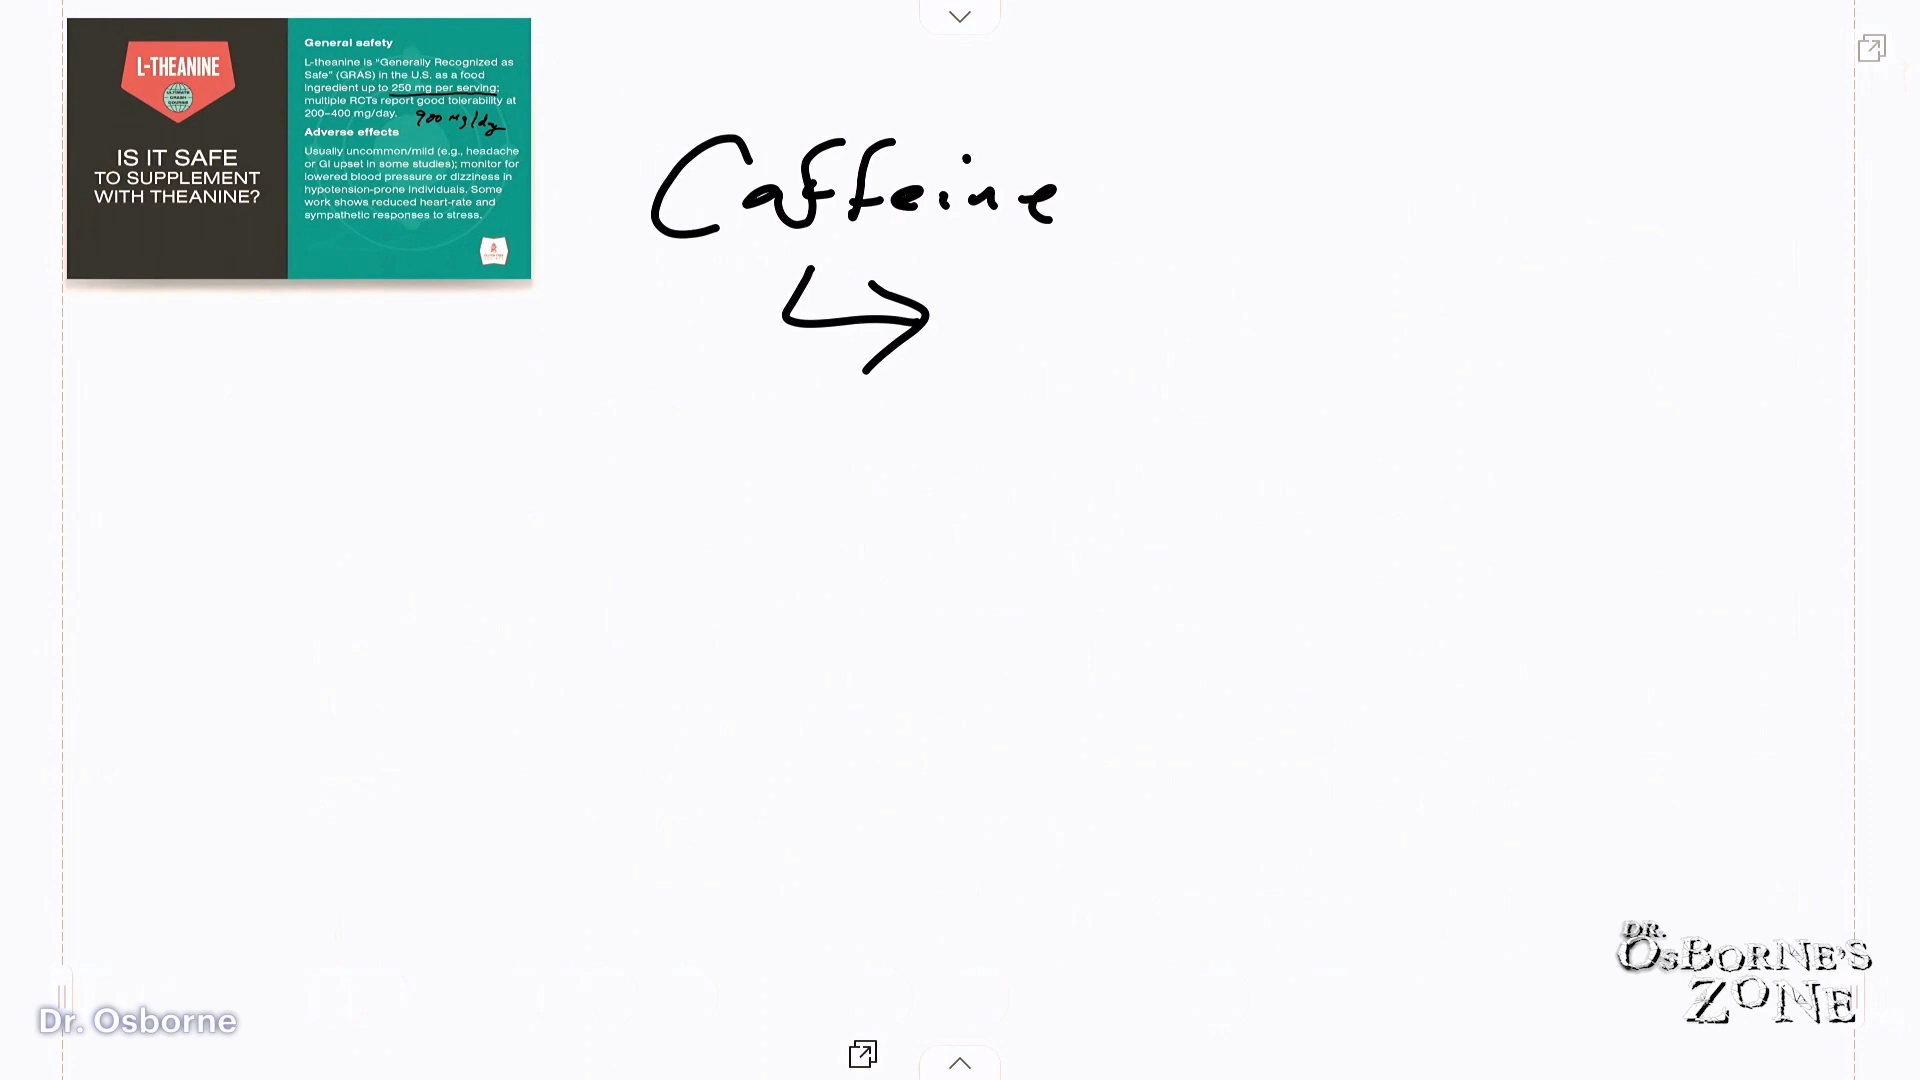 L-THEANINE
ULTIMATE
CRASH
COURSE
IS IT SAFE
TO SUPPLEMENT
WITH THEANINE?
General safety
L-theanine is "Generally Recognized as
Safe" (GRAS) in the U.S. as a food
ingredient up to 250 mg per serving;
multiple RCTs report good tolerability at
200–400 mg/day.
900 mg/day
Adverse effects
Usually uncommon/mild (e.g., headache
or GI upset in some studies); monitor for
lowered blood pressure or dizziness in
hypotension-prone individuals. Some
work shows reduced heart-rate and
sympathetic responses to stress.
Caffeine
Dr. Osborne
DR.
OSBORNE'S
ZONE